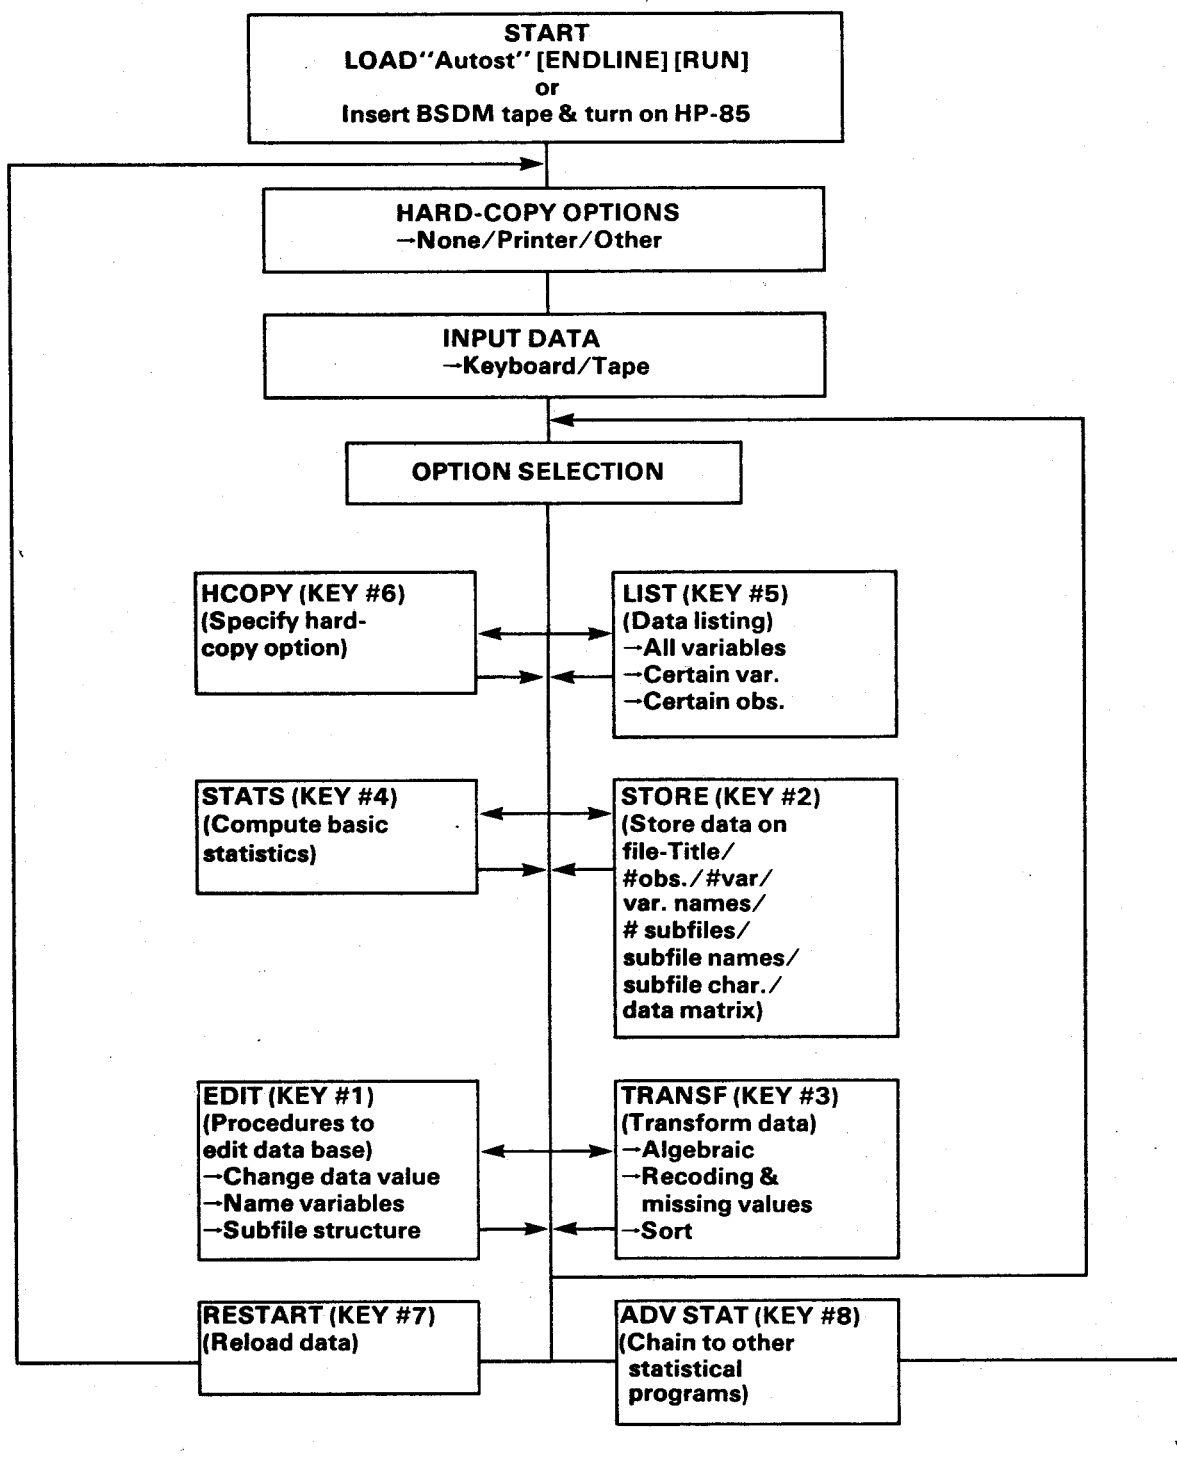 START
LOAD"Autost" [ENDLINE] [RUN]
or
Insert BSDM tape & turn on HP-85
HARD-COPY OPTIONS
→None/Printer/Other
INPUT DATA
→Keyboard/Tape
OPTION SELECTION
HCOPY (KEY #6)
(Specify hard-
copy option)
LIST (KEY #5)
(Data listing)
→All variables
→Certain var.
→Certain obs.
STATS (KEY #4)
(Compute basic
statistics)
STORE (KEY #2)
(Store data on
file-Title/
#obs./#var/
var. names/
# subfiles/
subfile names/
subfile char./
data matrix)
EDIT (KEY #1)
(Procedures to
edit data base)
→Change data value
→Name variables
→Subfile structure
TRANSF (KEY #3)
(Transform data)
→Algebraic
→Recoding &
missing values
→Sort
RESTART (KEY #7)
(Reload data)
ADV STAT (KEY #8)
(Chain to other
statistical
programs)